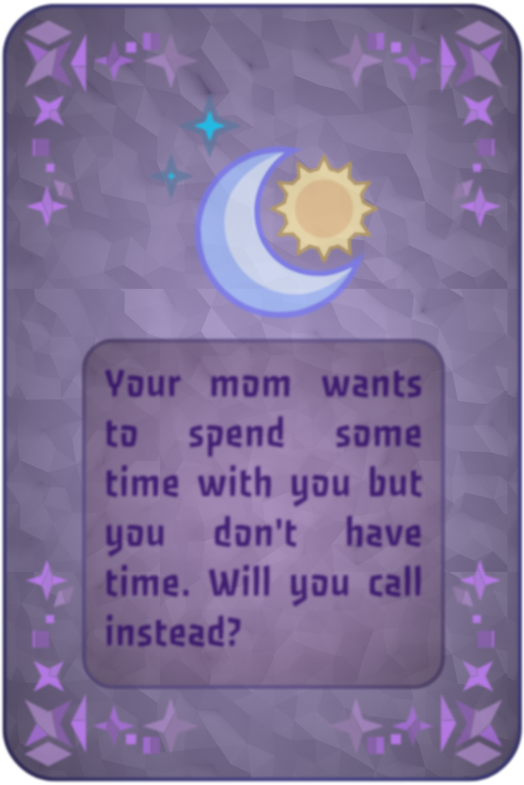 Your mom wants
to spend some
time with you but
you don't have
time. Will you call
instead?